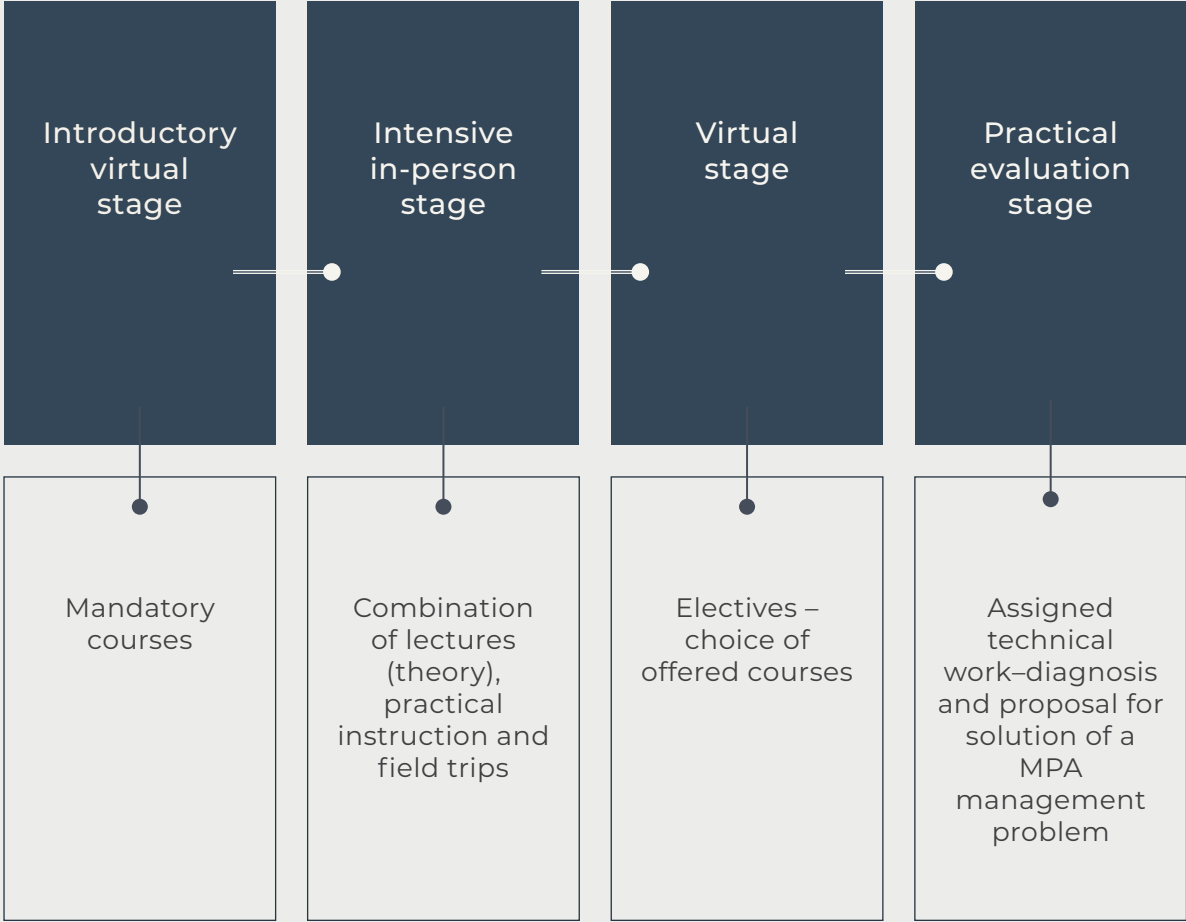 Introductory
virtual
stage
Intensive
in-person
stage
Virtual
stage
Practical
evaluation
stage
Mandatory
courses
Combination
of lectures
(theory),
practical
instruction and
field trips
Electives –
choice of
offered courses
Assigned
technical
work–diagnosis
and proposal for
solution of a
MPA
management
problem